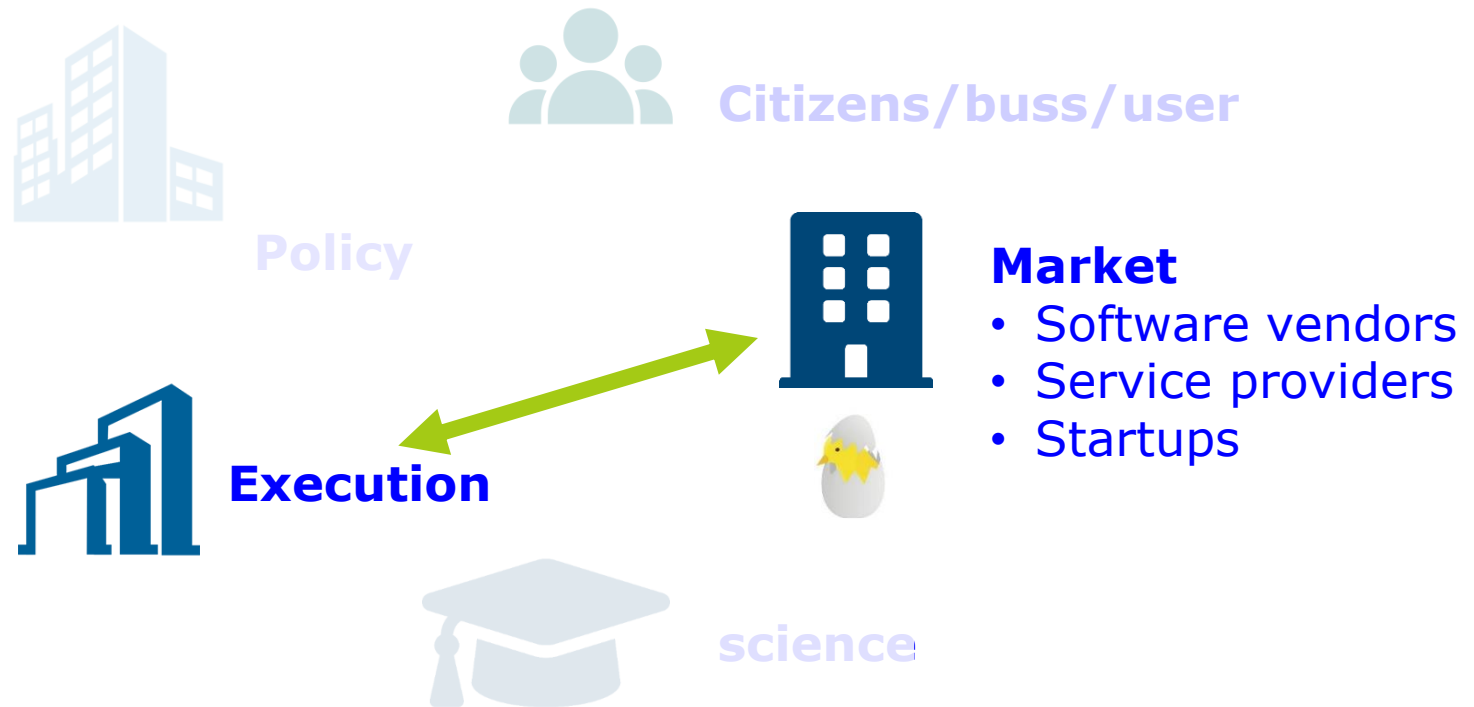 Citizens/buss/user
Policy
Market
• Software vendors
• Service providers
• Startups
Execution
science